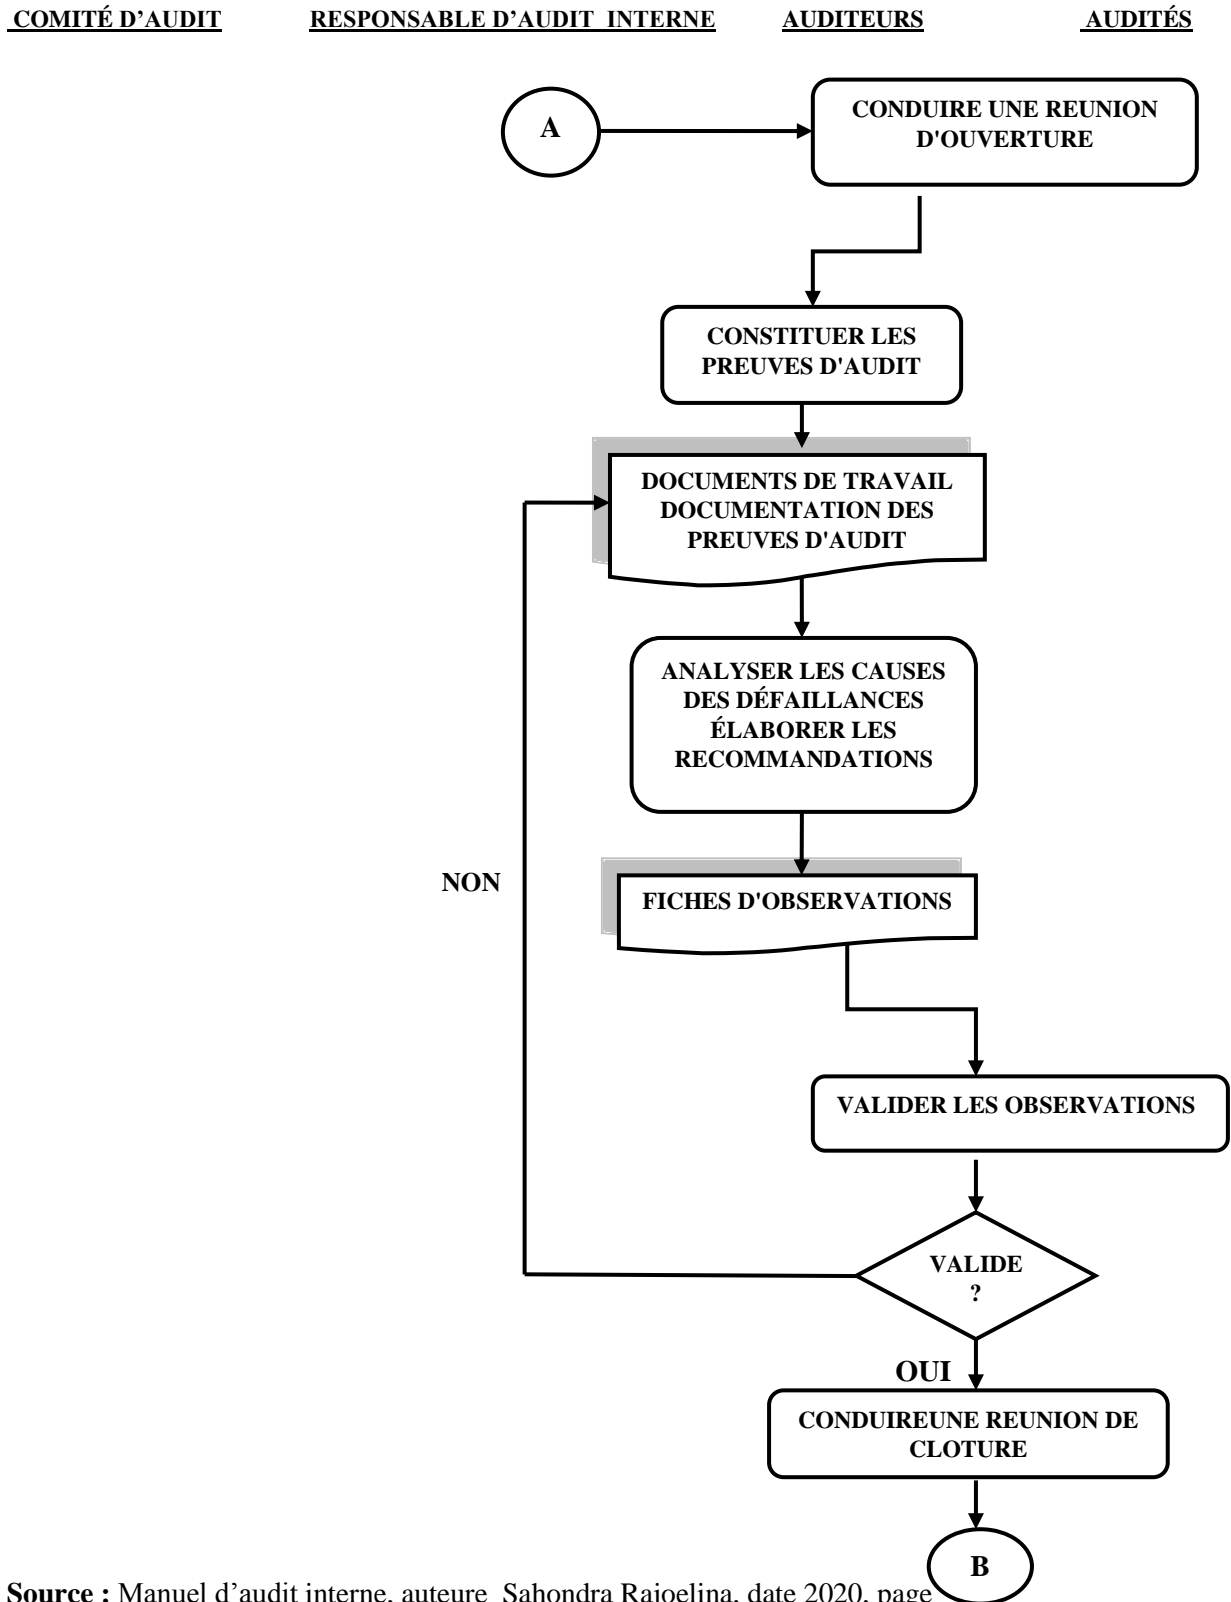 COMITÉ D’AUDIT RESPONSABLE D’AUDIT INTERNE AUDITEURS AUDITÉS
A
CONDUIRE UNE REUNION
D'OUVERTURE
CONSTITUER LES
PREUVES D'AUDIT
DOCUMENTS DE TRAVAIL
DOCUMENTATION DES
PREUVES D'AUDIT
ANALYSER LES CAUSES
DES DÉFAILLANCES
ÉLABORER LES
RECOMMANDATIONS
NON
FICHES D'OBSERVATIONS
VALIDER LES OBSERVATIONS
VALIDE
?
OUI
CONDUIREUNE REUNION DE
CLOTURE
B
Source : Manuel d’audit interne, auteure Sahondra Rajoelina, date 2020, page